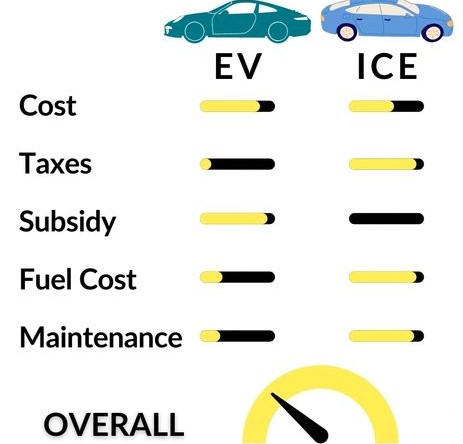 EV ICE
Cost
Taxes
Subsidy
Fuel Cost
Maintenance
OVERALL